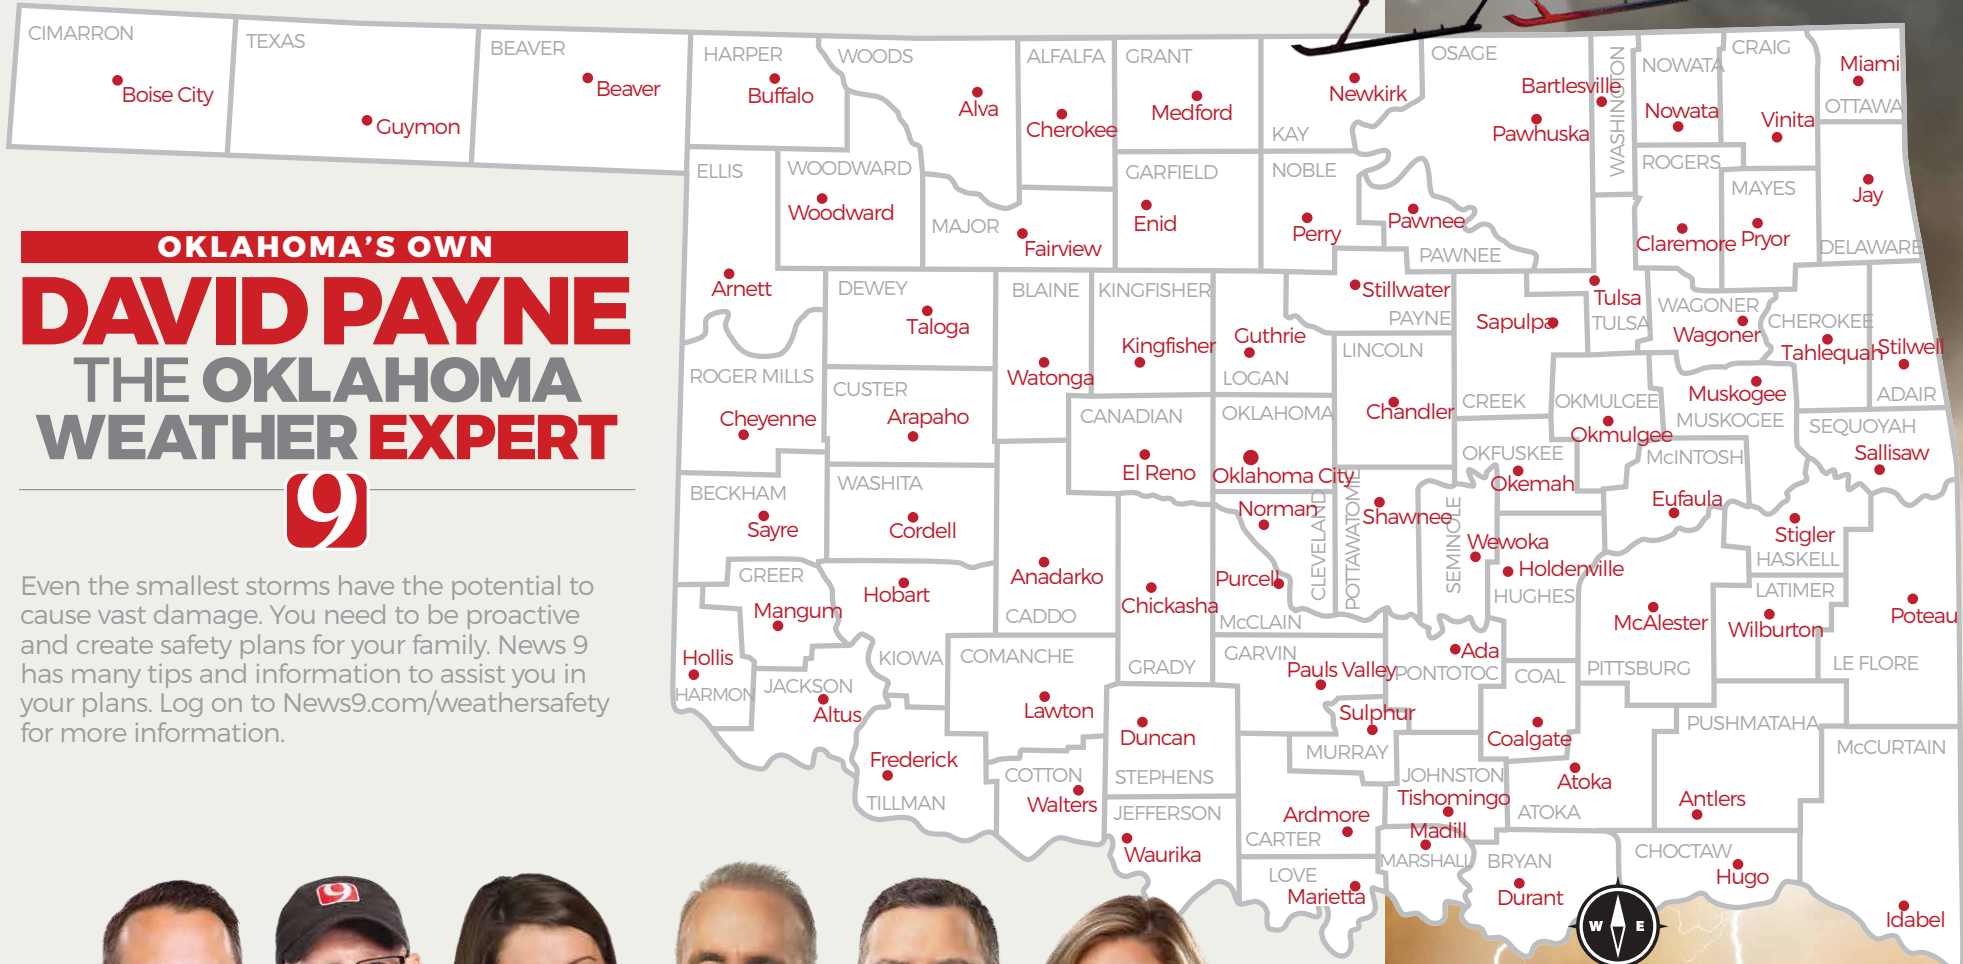 OKLAHOMA'S OWN
DAVID PAYNE
THE OKLAHOMA
WEATHER EXPERT
9
Even the smallest storms have the potential to
cause vast damage. You need to be proactive
and create safety plans for your family. News 9
has many tips and information to assist you in
your plans. Log on to News9.com/weathersafety
for more information.
CIMARRON
Boise City
TEXAS
Guymon
BEAVER
Beaver
HARPER
Buffalo
WOODS
Alva
ALFALFA
Cherokee
GRANT
Medford
KAY
Newkirk
OSAGE
Pawhuska
WASHINGTON
Bartlesville
NOWATA
Nowata
CRAIG
Vinita
OTTAWA
Miami
ELLIS
Arnett
WOODWARD
Woodward
MAJOR
Fairview
GARFIELD
Enid
NOBLE
Perry
PAWNEE
Pawnee
ROGERS
Claremore
MAYES
Pryor
DELAWARE
Jay
DEWEY
Taloga
BLAINE
Watonga
KINGFISHER
Kingfisher
LOGAN
Guthrie
PAYNE
Stillwater
CREEK
Sapulpa
TULSA
Tulsa
WAGONER
Wagoner
CHEROKEE
Tahlequah
ADAIR
Stilwell
ROGER MILLS
Cheyenne
CUSTER
Arapaho
CANADIAN
El Reno
OKLAHOMA
Oklahoma City
LINCOLN
Chandler
OKMULGEE
Okmulgee
MUSKOGEE
Muskogee
SEQUOYAH
Sallisaw
BECKHAM
Sayre
WASHITA
Cordell
CADDO
Anadarko
GRADY
Chickasha
CLEVELAND
Norman
McCLAIN
Purcell
POTTAWATOMIE
Shawnee
SEMINOLE
Wewoka
OKFUSKEE
Okemah
HUGHES
Holdenville
McINTOSH
Eufaula
HASKELL
Stigler
GREER
Mangum
KIOWA
Hobart
HARMON
Hollis
JACKSON
Altus
COMANCHE
Lawton
GARVIN
Pauls Valley
PONTOTOC
Ada
COAL
Coalgate
PITTSBURG
McAlester
LATIMER
Wilburton
LE FLORE
Poteau
TILLMAN
Frederick
COTTON
Walters
STEPHENS
Duncan
MURRAY
Sulphur
JOHNSTON
Tishomingo
ATOKA
Atoka
PUSHMATAHA
Antlers
McCURTAIN
Idabel
JEFFERSON
Waurika
CARTER
Ardmore
LOVE
Marietta
MARSHALL
Madill
BRYAN
Durant
CHOCTAW
Hugo
W E
9